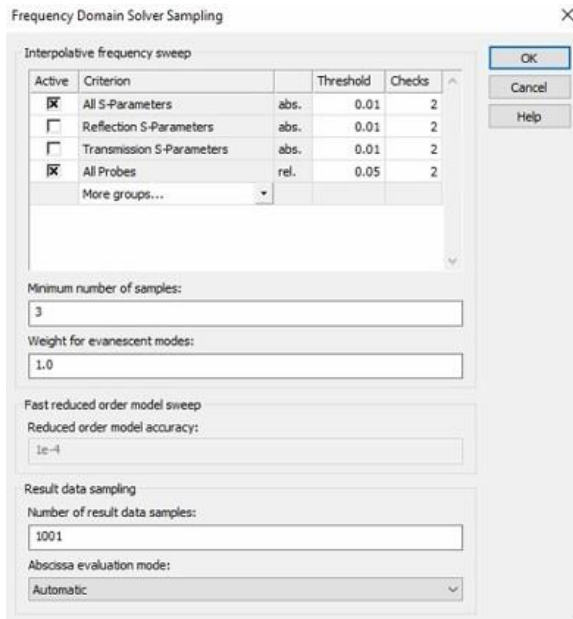 Frequency Domain Solver Sampling
Interpolative frequency sweep
OK
Active Criterion Threshold Checks
Cancel
All S-Parameters abs. 0.01 2
Help
Reflection S-Parameters abs. 0.01 2
Transmission S-Parameters abs. 0.01 2
All Probes rel. 0.05 2
More groups...
Minimum number of samples:
3
Weight for evanescent modes:
1.0
Fast reduced order model sweep
Reduced order model accuracy:
1e-4
Result data sampling
Number of result data samples:
1001
Abscissa evaluation mode:
Automatic